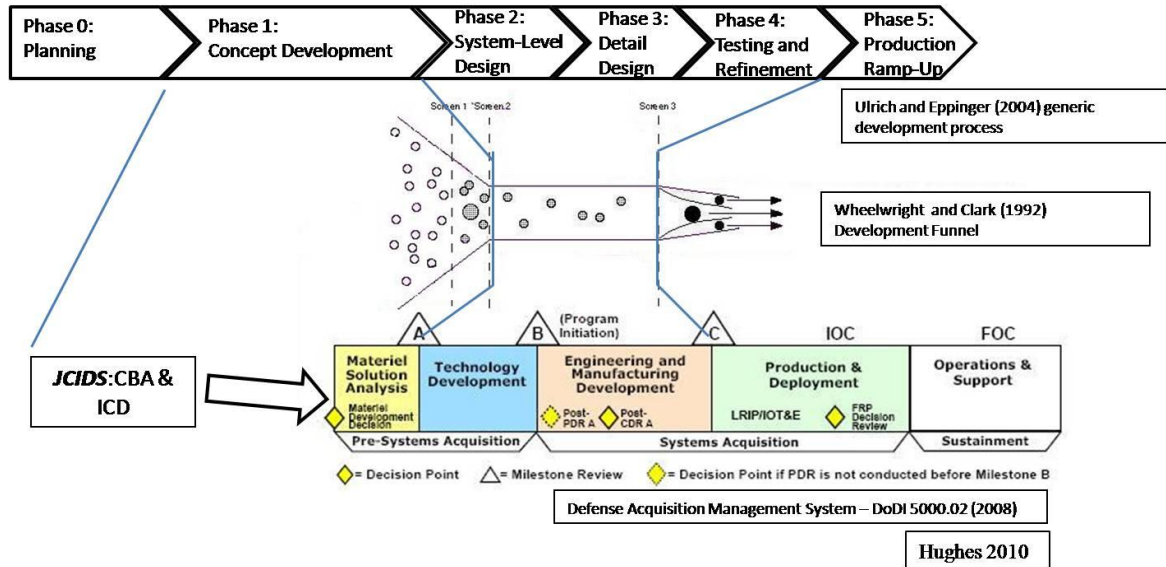 Phase 0:
Planning
Phase 1:
Concept Development
Phase 2:
System-Level
Design
Phase 3:
Detail
Design
Phase 4:
Testing and
Refinement
Phase 5:
Production
Ramp-Up
Screen 1
Screen 2
Screen 3
Ulrich and Eppinger (2004) generic
development process
Wheelwright and Clark (1992)
Development Funnel
A
B
(Program
Initiation)
C
IOC
FOC
JCIDS:CBA &
ICD
Materiel
Solution
Analysis
Materiel
Development
Decision
Technology
Development
Engineering and
Manufacturing
Development
Post-
PDR A
Post-
CDR A
Production &
Deployment
LRIP/IOT&E
FRP
Decision
Review
Operations &
Support
Pre-Systems Acquisition
Systems Acquisition
Sustainment
= Decision Point
= Milestone Review
= Decision Point if PDR is not conducted before Milestone B
Defense Acquisition Management System – DoDI 5000.02 (2008)
Hughes 2010